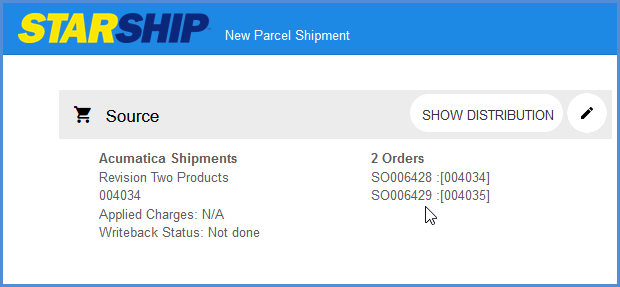 STARSHIP
New Parcel Shipment
Source
SHOW DISTRIBUTION
Acumatica Shipments
Revision Two Products
004034
Applied Charges: N/A
Writeback Status: Not done
2 Orders
SO006428 :[004034]
SO006429 :[004035]